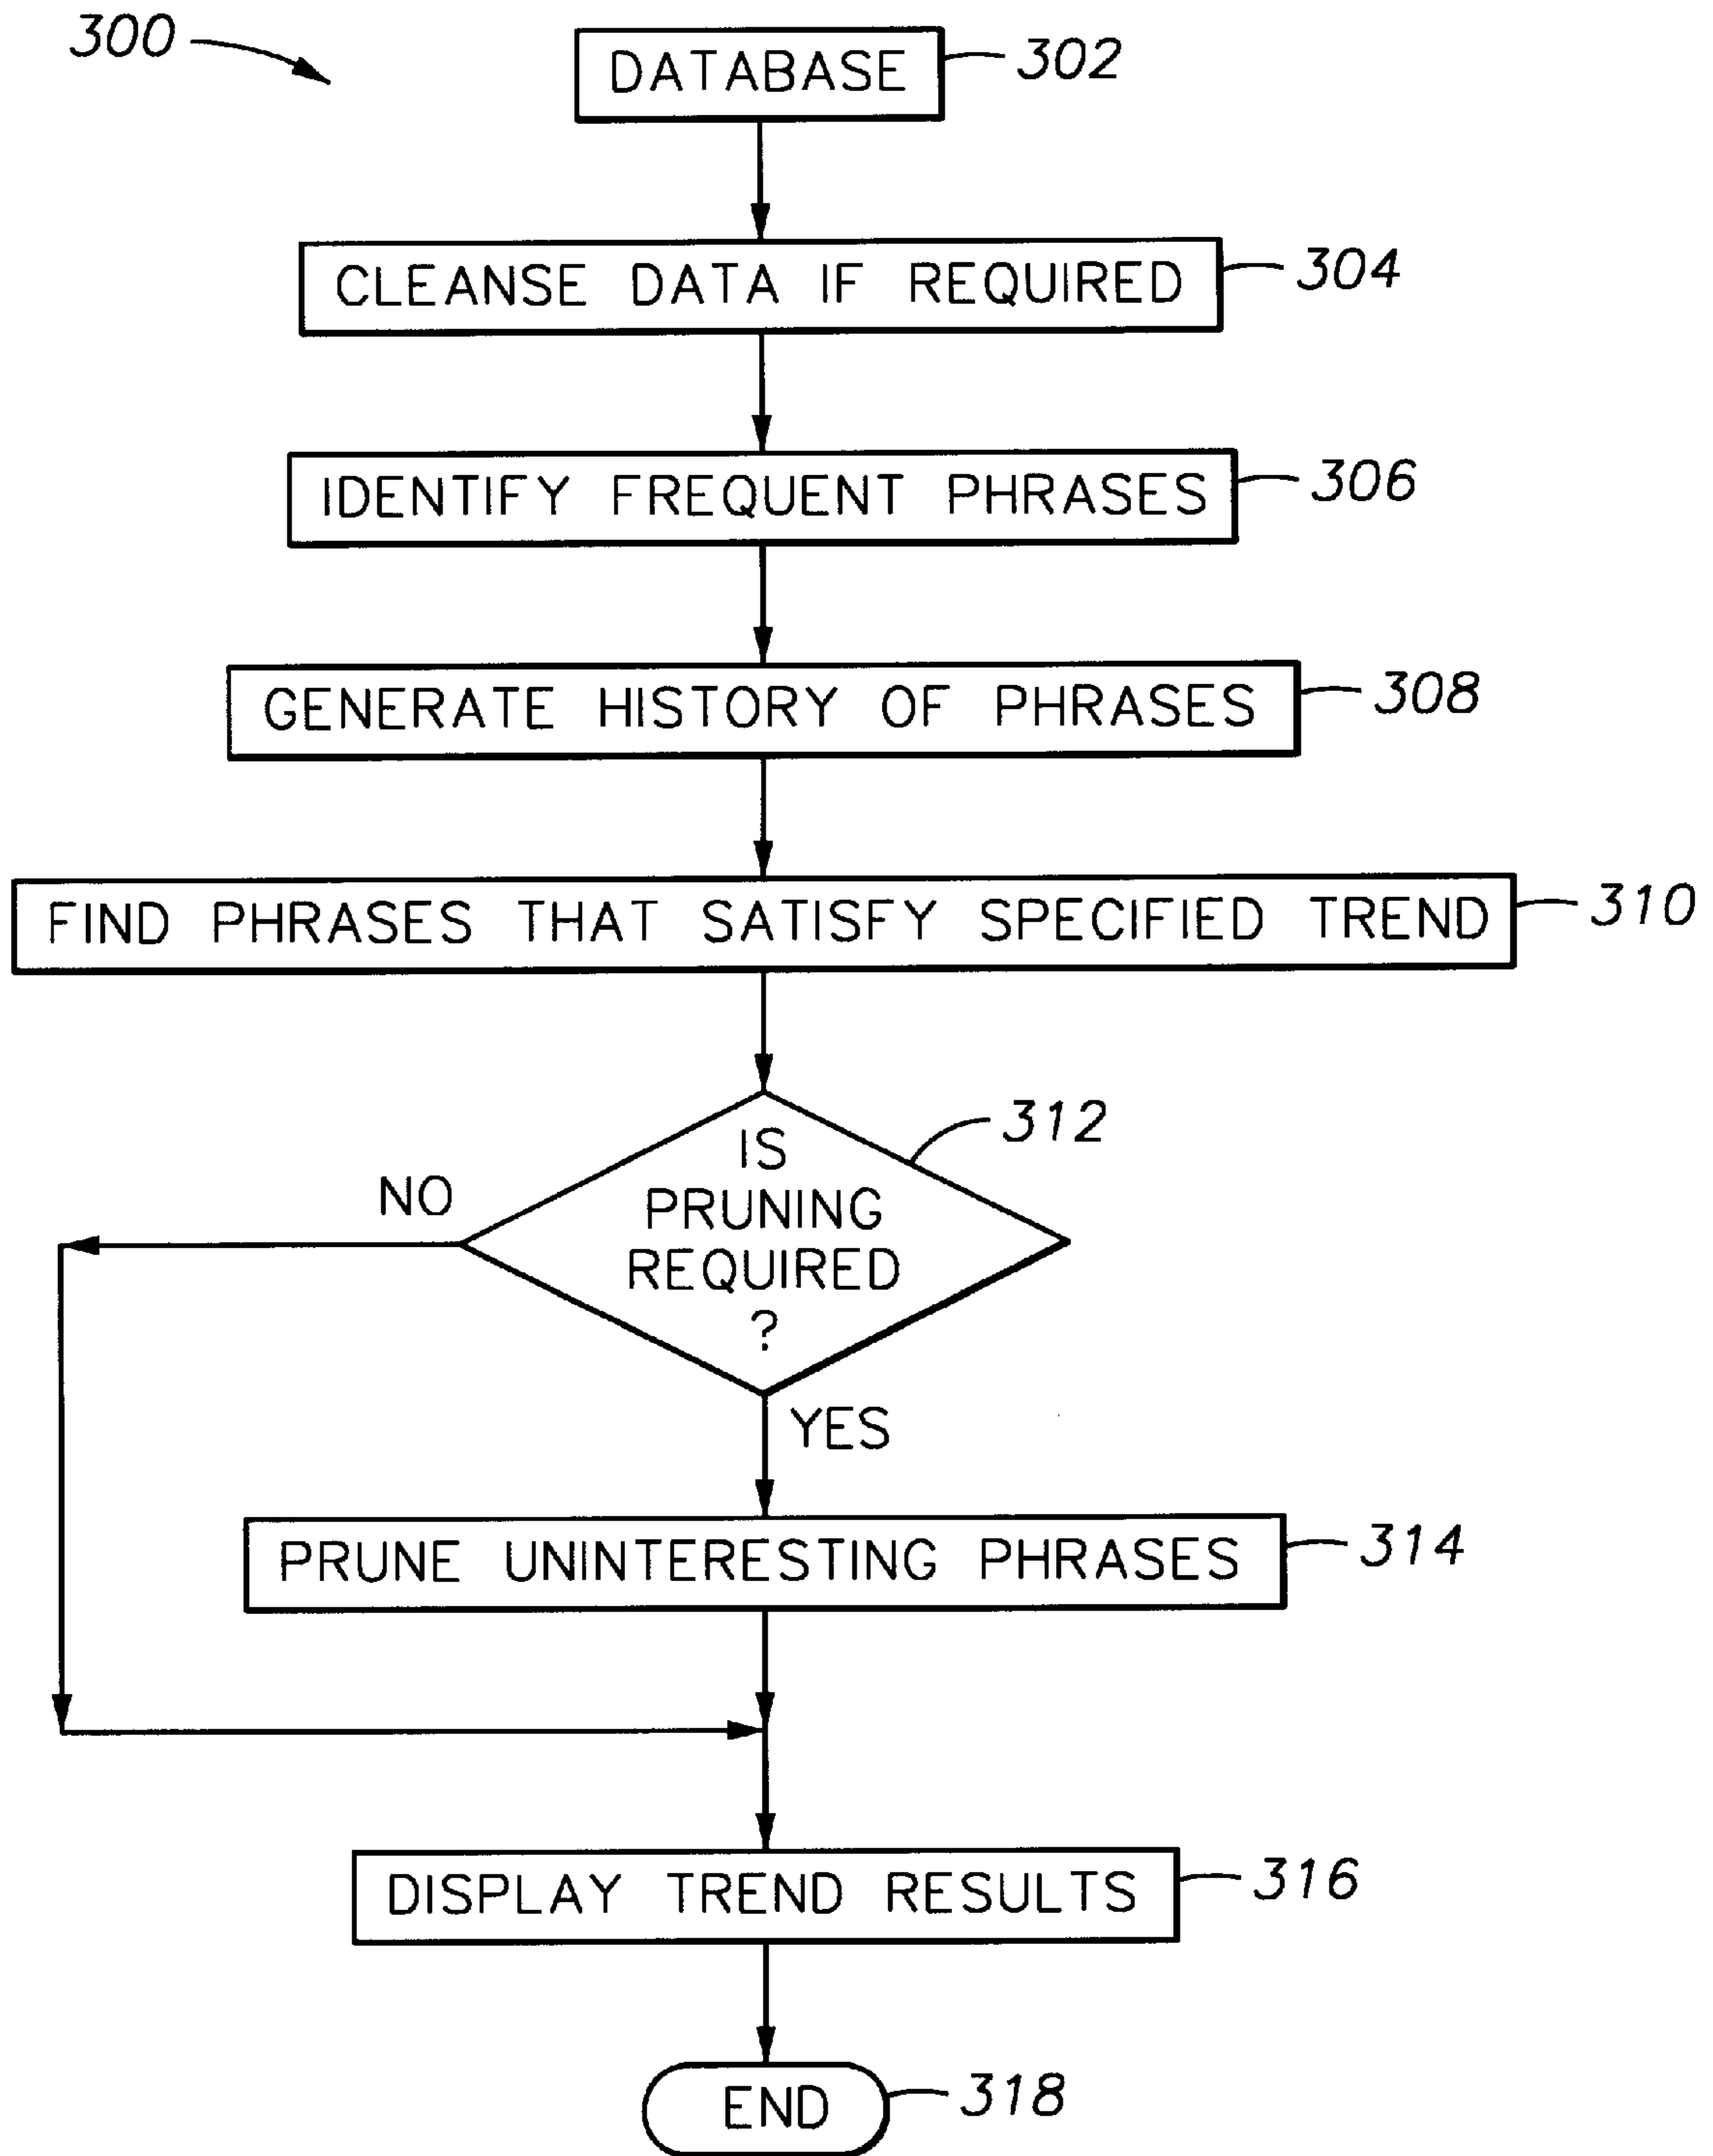 300
DATABASE
302
CLEANSE DATA IF REQUIRED
304
IDENTIFY FREQUENT PHRASES
306
GENERATE HISTORY OF PHRASES
308
FIND PHRASES THAT SATISFY SPECIFIED TREND
310
312
IS
PRUNING
REQUIRED
?
NO
YES
PRUNE UNINTERESTING PHRASES
314
DISPLAY TREND RESULTS
316
END
318